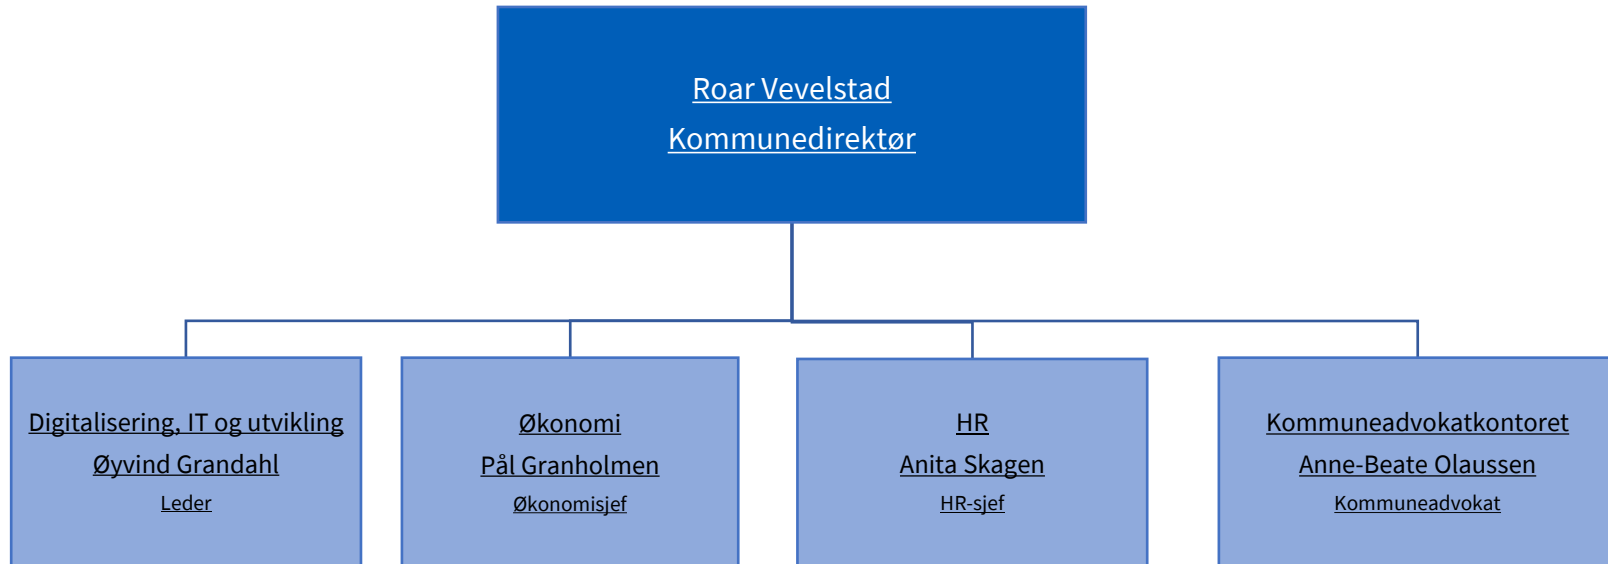 Roar Vevelstad
Kommunedirektør
Digitalisering, IT og utvikling
Øyvind Grandahl
Leder
Økonomi
Pål Granholmen
Økonomisjef
HR
Anita Skagen
HR-sjef
Kommuneadvokatkontoret
Anne-Beate Olaussen
Kommuneadvokat